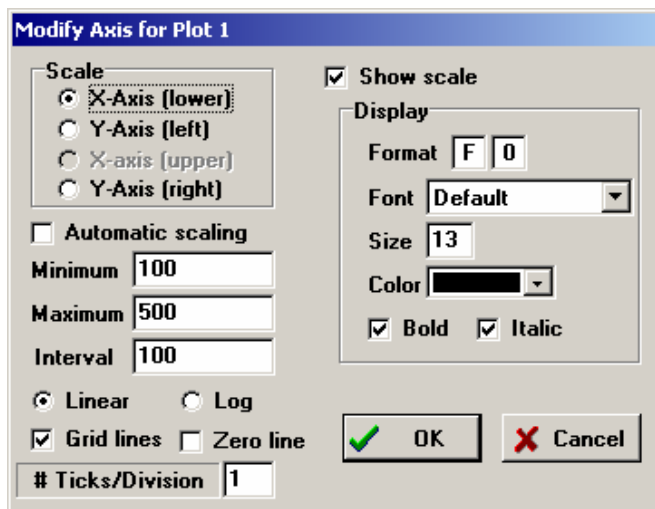 Modify Axis for Plot 1
Scale
X-Axis (lower)
Y-Axis (left)
X-axis (upper)
Y-Axis (right)
Automatic scaling
Minimum 100
Maximum 500
Interval 100
Linear Log
Grid lines Zero line
# Ticks/Division 1
Show scale
Display
Format F 0
Font Default
Size 13
Color
Bold Italic
OK Cancel